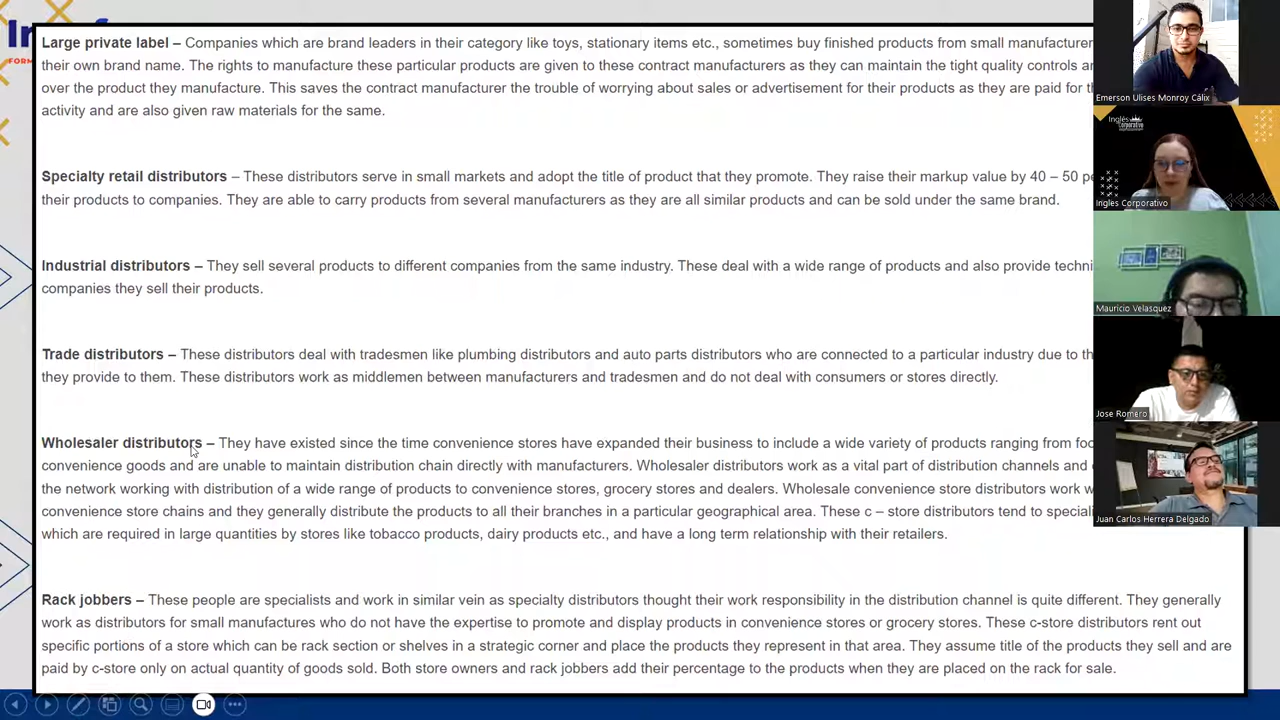 Large private label – Companies which are brand leaders in their category like toys, stationary items etc., sometimes buy finished products from small manufacturer
their own brand name. The rights to manufacture these particular products are given to these contract manufacturers as they can maintain the tight quality controls
over the product they manufacture. This saves the contract manufacturer the trouble of worrying about sales or advertisement for their products as they are paid for
activity and are also given raw materials for the same.
Specialty retail distributors – These distributors serve in small markets and adopt the title of product that they promote. They raise their markup value by 40 – 50
their products to companies. They are able to carry products from several manufacturers as they are all similar products and can be sold under the same brand.
Industrial distributors – They sell several products to different companies from the same industry. These deal with a wide range of products and also provide
companies they sell their products.
Trade distributors – These distributors deal with tradesmen like plumbing distributors and auto parts distributors who are connected to a particular industry due to
they provide to them. These distributors work as middlemen between manufacturers and tradesmen and do not deal with consumers or stores directly.
Wholesaler distributors – They have existed since the time convenience stores have expanded their business to include a wide variety of products ranging from
convenience goods and are unable to maintain distribution chain directly with manufacturers. Wholesaler distributors work as a vital part of distribution channels and
the network working with distribution of a wide range of products to convenience stores, grocery stores and dealers. Wholesale convenience store distributors work
convenience store chains and they generally distribute the products to all their branches in a particular geographical area. These c – store distributors tend to
which are required in large quantities by stores like tobacco products, dairy products etc., and have a long term relationship with their retailers.
Rack jobbers – These people are specialists and work in similar vein as specialty distributors thought their work responsibility in the distribution channel is quite different. They generally
work as distributors for small manufactures who do not have the expertise to promote and display products in convenience stores or grocery stores. These c-store distributors rent out
specific portions of a store which can be rack section or shelves in a strategic corner and place the products they represent in that area. They assume title of the products they sell and are
paid by c-store only on actual quantity of goods sold. Both store owners and rack jobbers add their percentage to the products when they are placed on the rack for sale.
Emerson Ulises Monroy Cálix
Inglés
Corporativo
Ingles Corporativo
Mauricio Velasquez
Jose Romero
Juan Carlos Herrera Delgado